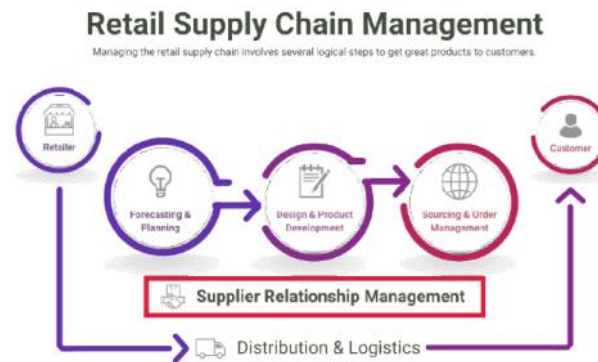 Retail Supply Chain Management
Managing the retail supply chain involves several logical steps to get great products to customers.
Retailer
Customer
Forecasting &
Planning
Design & Product
Development
Sourcing & Order
Management
Supplier Relationship Management
Distribution & Logistics